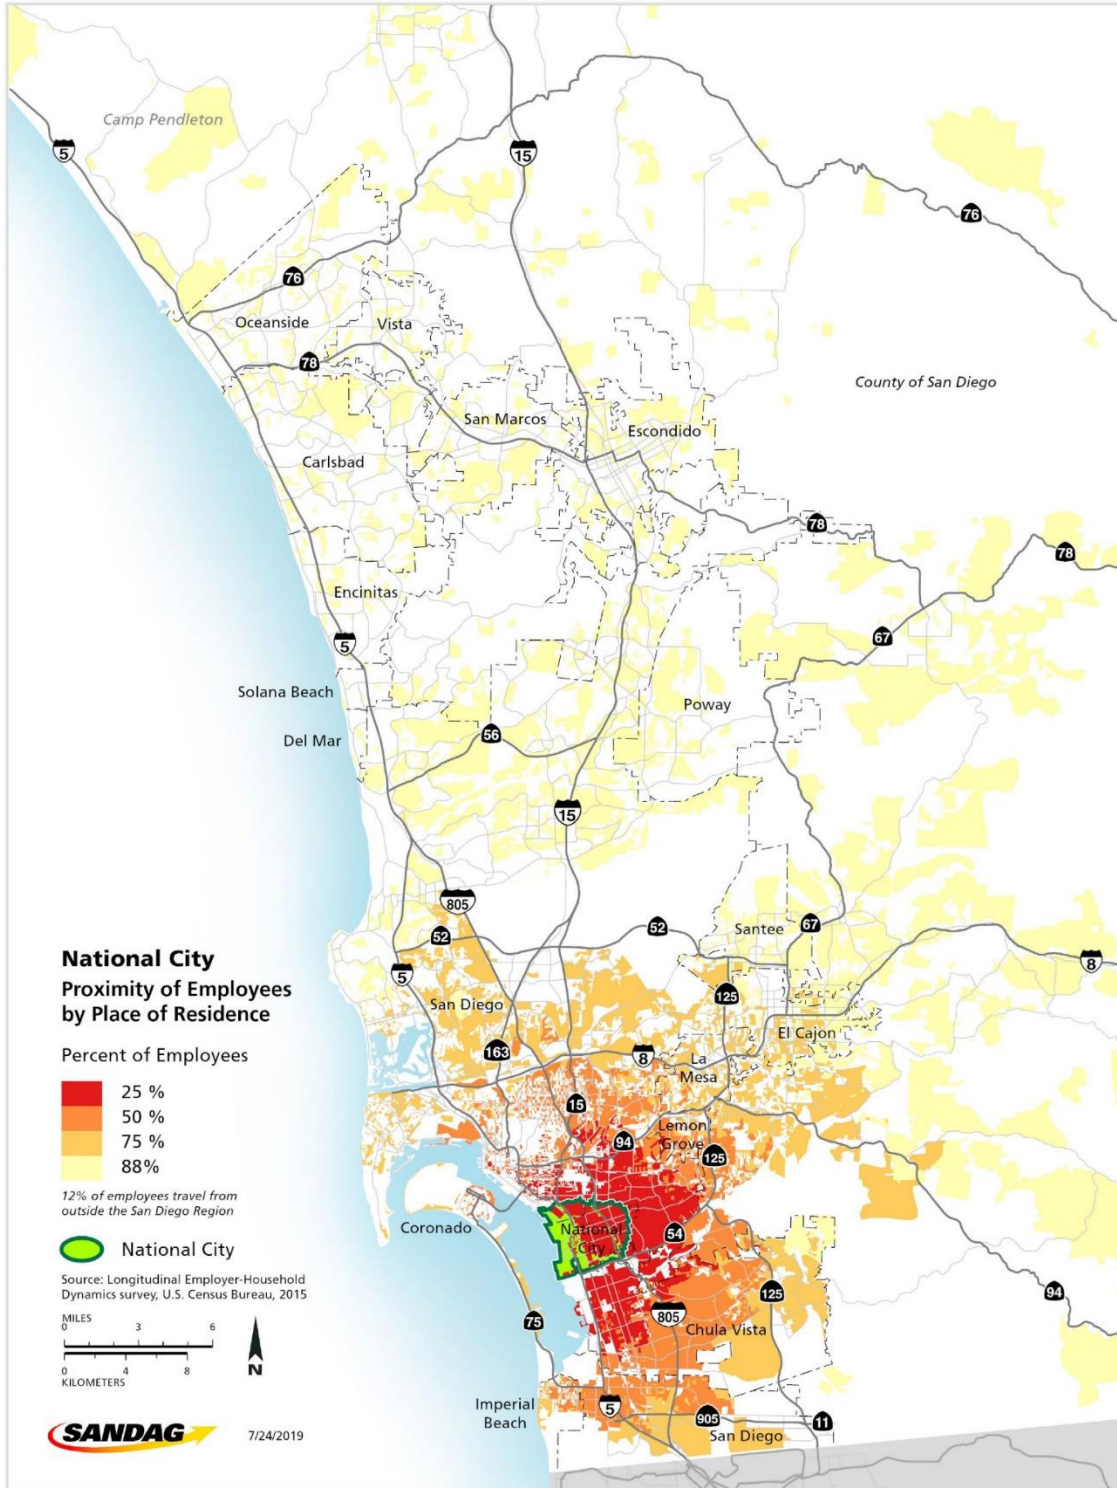 Camp Pendleton
5
15
76
76
Oceanside
Vista
78
County of San Diego
San Marcos
Escondido
Carlsbad
78
78
Encinitas
5
67
Solana Beach
Poway
Del Mar
56
15
805
52
52
Santee
67
8
5
125
San Diego
El Cajon
163
8
La
Mesa
15
94
Lemon
Grove
125
Coronado
National
City
54
125
94
805
75
Chula Vista
Imperial
Beach
5
905
11
San Diego
National City
Proximity of Employees
by Place of Residence
Percent of Employees
25 %
50 %
75 %
88%
12% of employees travel from
outside the San Diego Region
National City
Source: Longitudinal Employer-Household
Dynamics survey, U.S. Census Bureau, 2015
MILES
0 3 6
0 4 8
KILOMETERS
N
SANDAG
7/24/2019